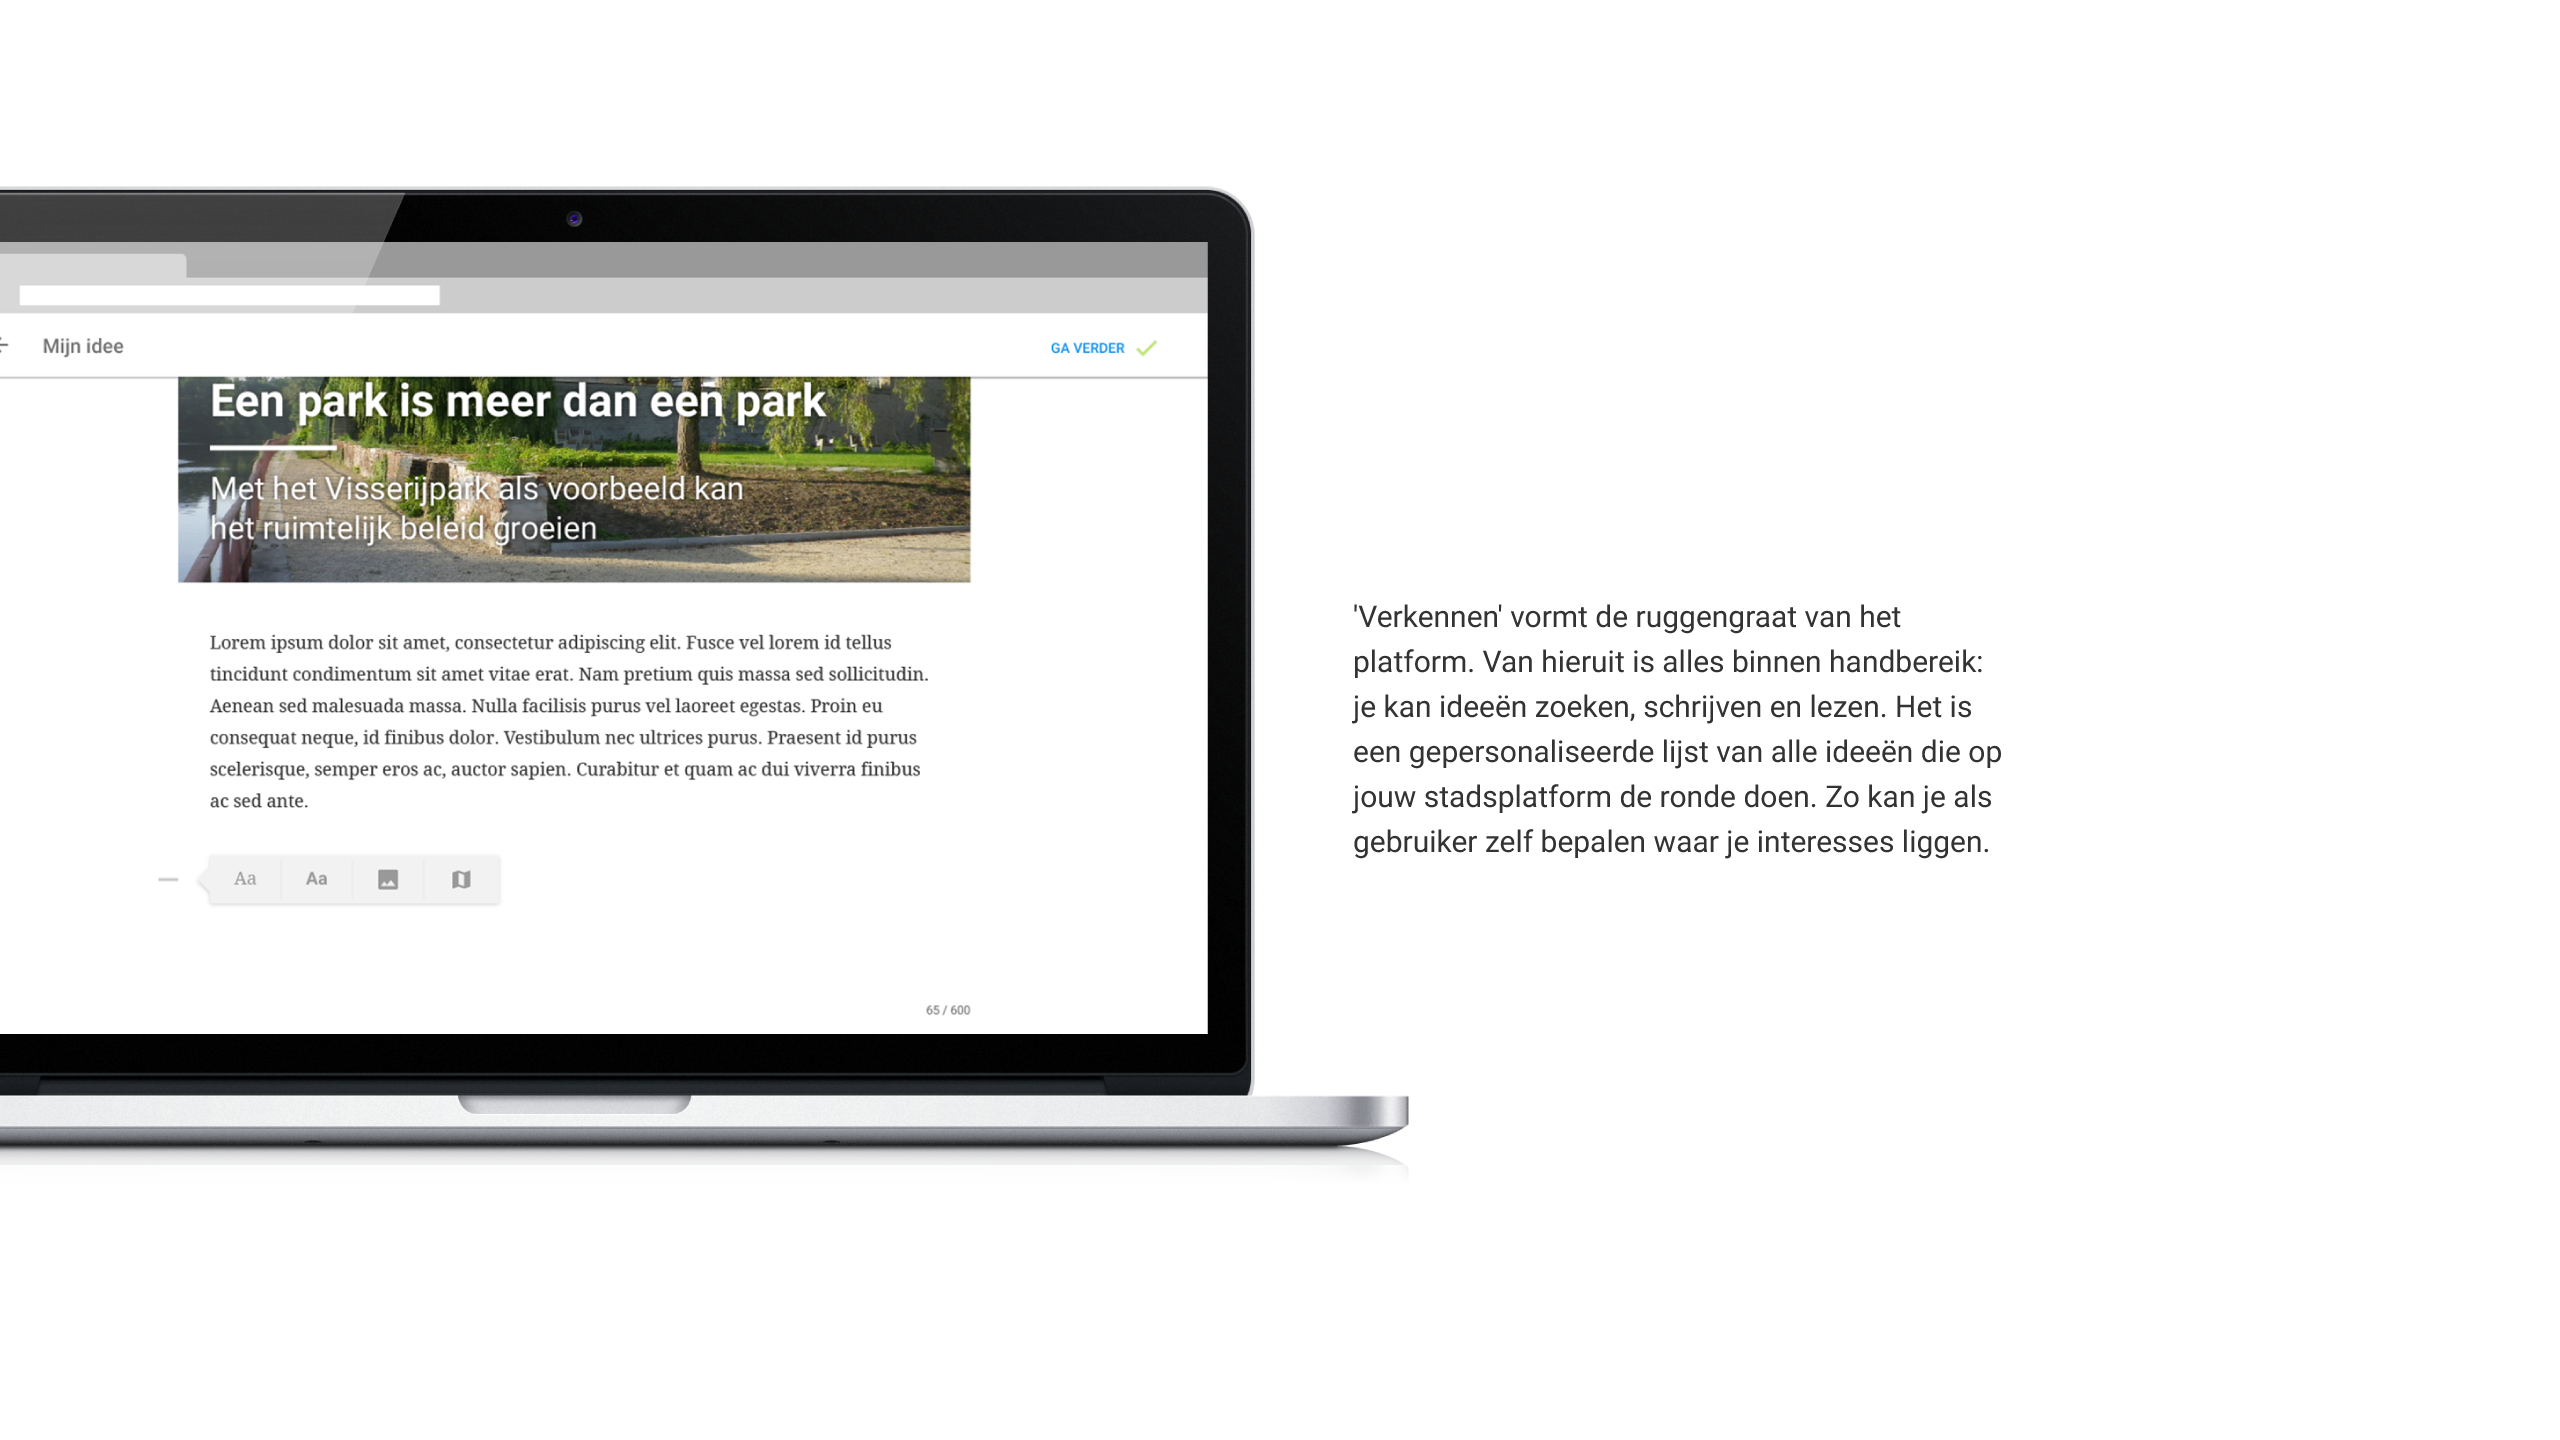 Mijn idee
GA VERDER
Een park is meer dan een park
Met het Visserijpark als voorbeeld kan
het ruimtelijk beleid groeien
Lorem ipsum dolor sit amet, consectetur adipiscing elit. Fusce vel lorem id tellus
tincidunt condimentum sit amet vitae erat. Nam pretium quis massa sed sollicitudin.
Aenean sed malesuada massa. Nulla facilisis purus vel laoreet egestas. Proin eu
consequat neque, id finibus dolor. Vestibulum nec ultrices purus. Praesent id purus
scelerisque, semper eros ac, auctor sapien. Curabitur et quam ac dui viverra finibus
ac sed ante.
Aa Aa
65 / 600
'Verkennen' vormt de ruggengraat van het
platform. Van hieruit is alles binnen handbereik:
je kan ideeën zoeken, schrijven en lezen. Het is
een gepersonaliseerde lijst van alle ideeën die op
jouw stadsplatform de ronde doen. Zo kan je als
gebruiker zelf bepalen waar je interesses liggen.